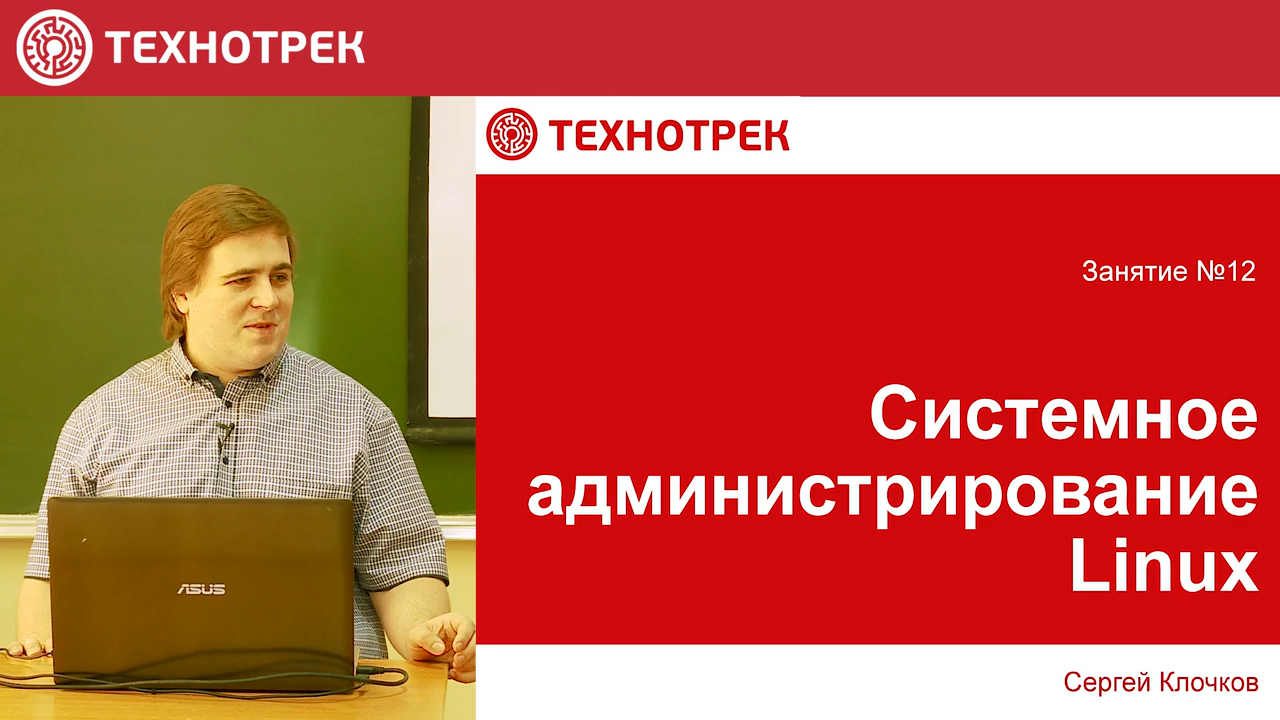 ТЕХНОТРЕК
ТЕХНОТРЕК
Занятие №12
Системное
администрирование
Linux
ASUS
Сергей Клочков